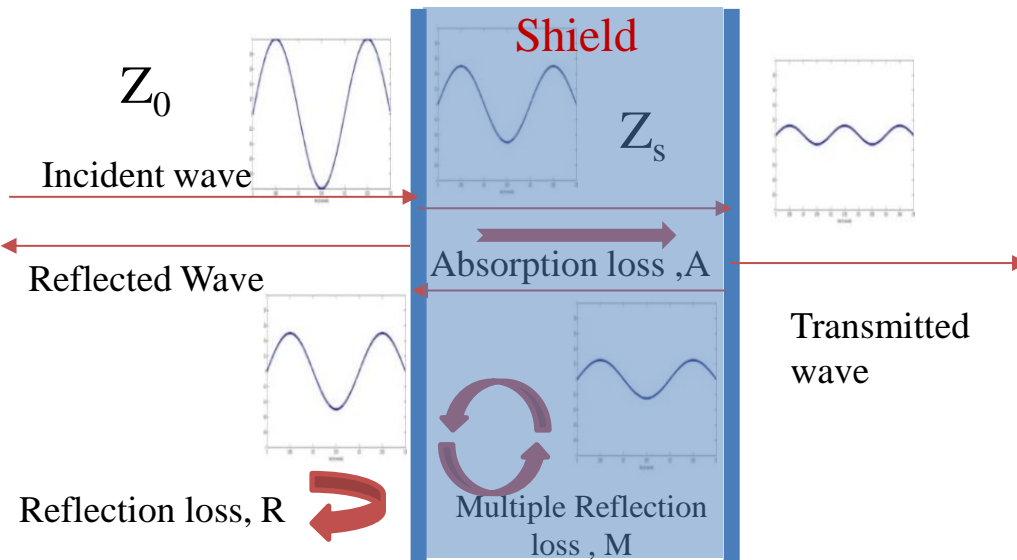 Shield
Z0
Zs
Incident wave
Reflected Wave
Absorption loss ,A
Transmitted
wave
Reflection loss, R
Multiple Reflection
loss , M